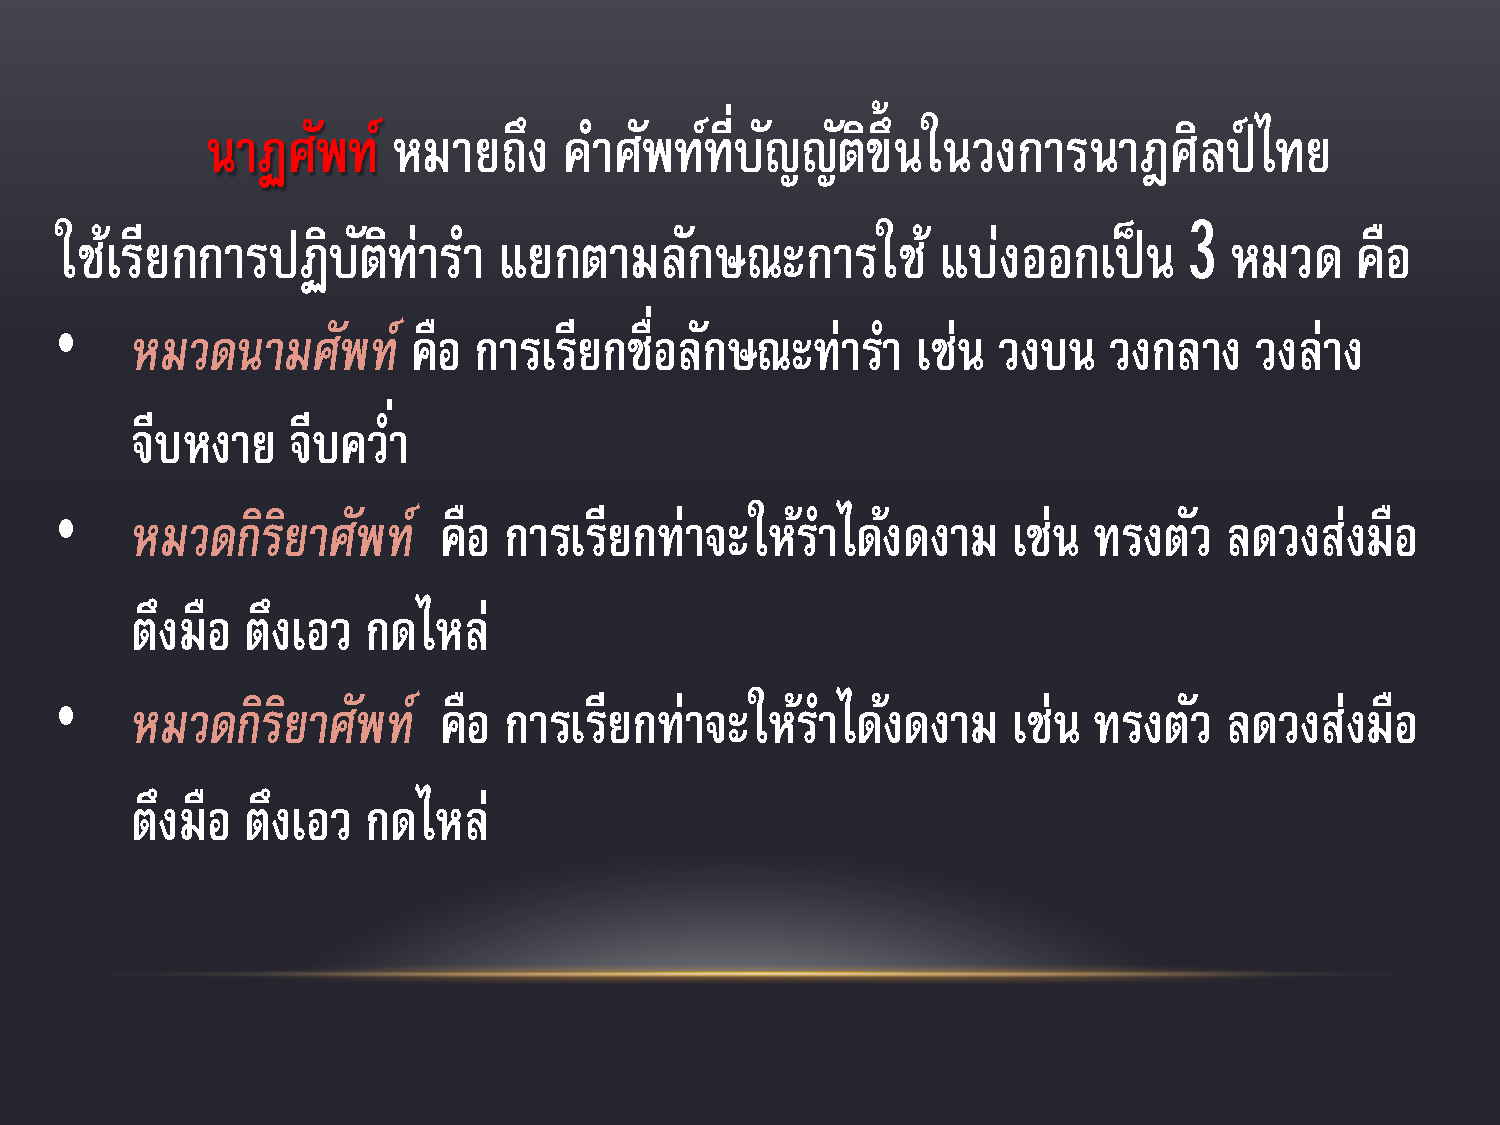 นาฏศัพท์ หมายถึง คำศัพท์ที่บัญญัติขึ้นในวงการนาฎศิลป์ไทย
ใช้เรียกการปฏิบัติท่ารำ แยกตามลักษณะการใช้ แบ่งออกเป็น 3 หมวด คือ
• หมวดนามศัพท์ คือ การเรียกชื่อลักษณะท่ารำ เช่น วงบน วงกลาง วงล่าง
จีบหงาย จีบคว่ำ
• หมวดกิริยาศัพท์ คือ การเรียกท่าจะให้รำได้งดงาม เช่น ทรงตัว ลดวงส่งมือ
ตึงมือ ตึงเอว กดไหล่
• หมวดกิริยาศัพท์ คือ การเรียกท่าจะให้รำได้งดงาม เช่น ทรงตัว ลดวงส่งมือ
ตึงมือ ตึงเอว กดไหล่